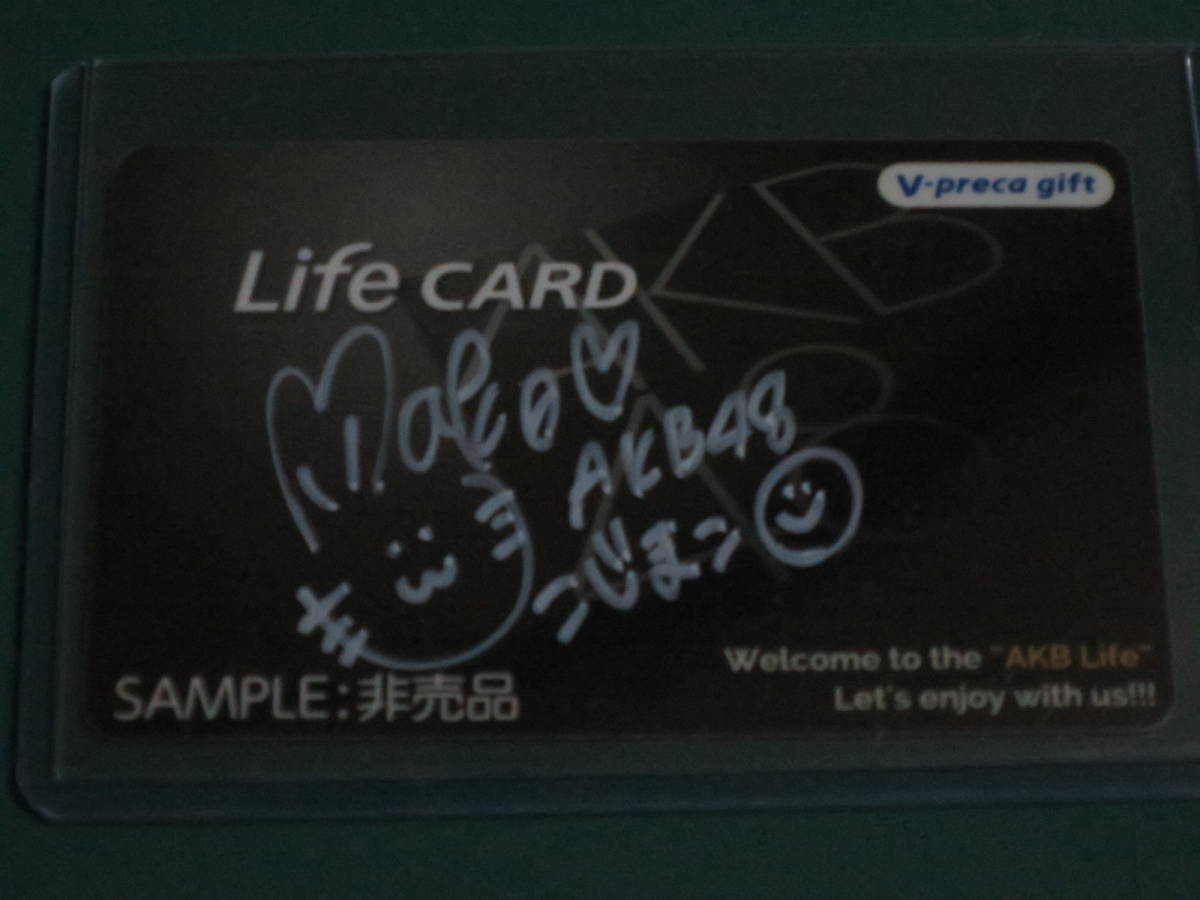 V-preca gift
Life CARD
Mako
AKB48
こじまこ
SAMPLE:非売品
Welcome to the "AKB Life"
Let's enjoy with us!!!